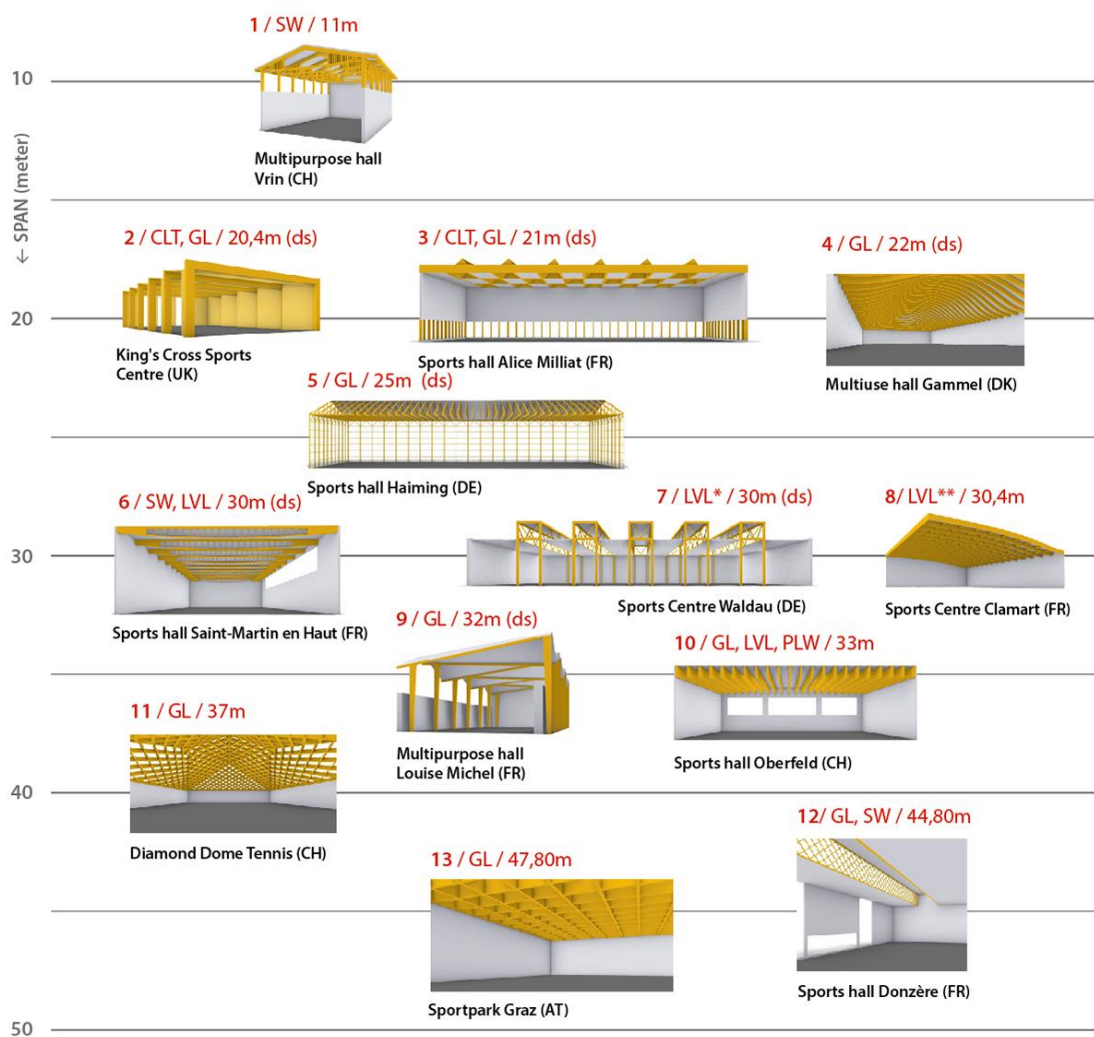 1 / SW / 11m
10
Multipurpose hall
Vrin (CH)
← SPAN (meter)
2 / CLT, GL / 20,4m (ds)
3 / CLT, GL / 21m (ds)
4 / GL / 22m (ds)
20
King's Cross Sports
Centre (UK)
Sports hall Alice Milliat (FR)
Multiuse hall Gammel (DK)
5 / GL / 25m (ds)
Sports hall Haiming (DE)
6 / SW, LVL / 30m (ds)
7 / LVL* / 30m (ds)
8/ LVL** / 30,4m
30
Sports hall Saint-Martin en Haut (FR)
Sports Centre Waldau (DE)
Sports Centre Clamart (FR)
9 / GL / 32m (ds)
10 / GL, LVL, PLW / 33m
11 / GL / 37m
Multipurpose hall
Louise Michel (FR)
Sports hall Oberfeld (CH)
40
Diamond Dome Tennis (CH)
12/ GL, SW / 44,80m
13 / GL / 47,80m
Sports hall Donzère (FR)
Sportpark Graz (AT)
50